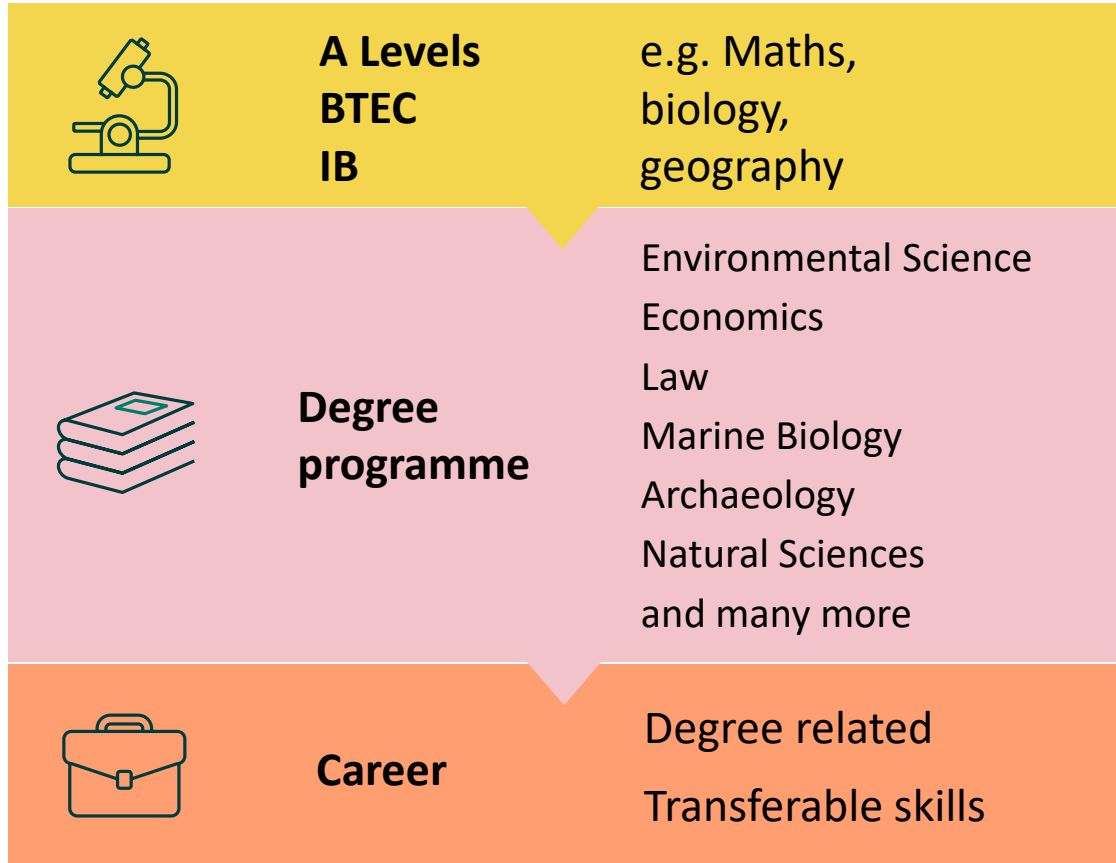 A Levels
BTEC
IB
e.g. Maths,
biology,
geography
Degree
programme
Environmental Science
Economics
Law
Marine Biology
Archaeology
Natural Sciences
and many more
Career
Degree related
Transferable skills